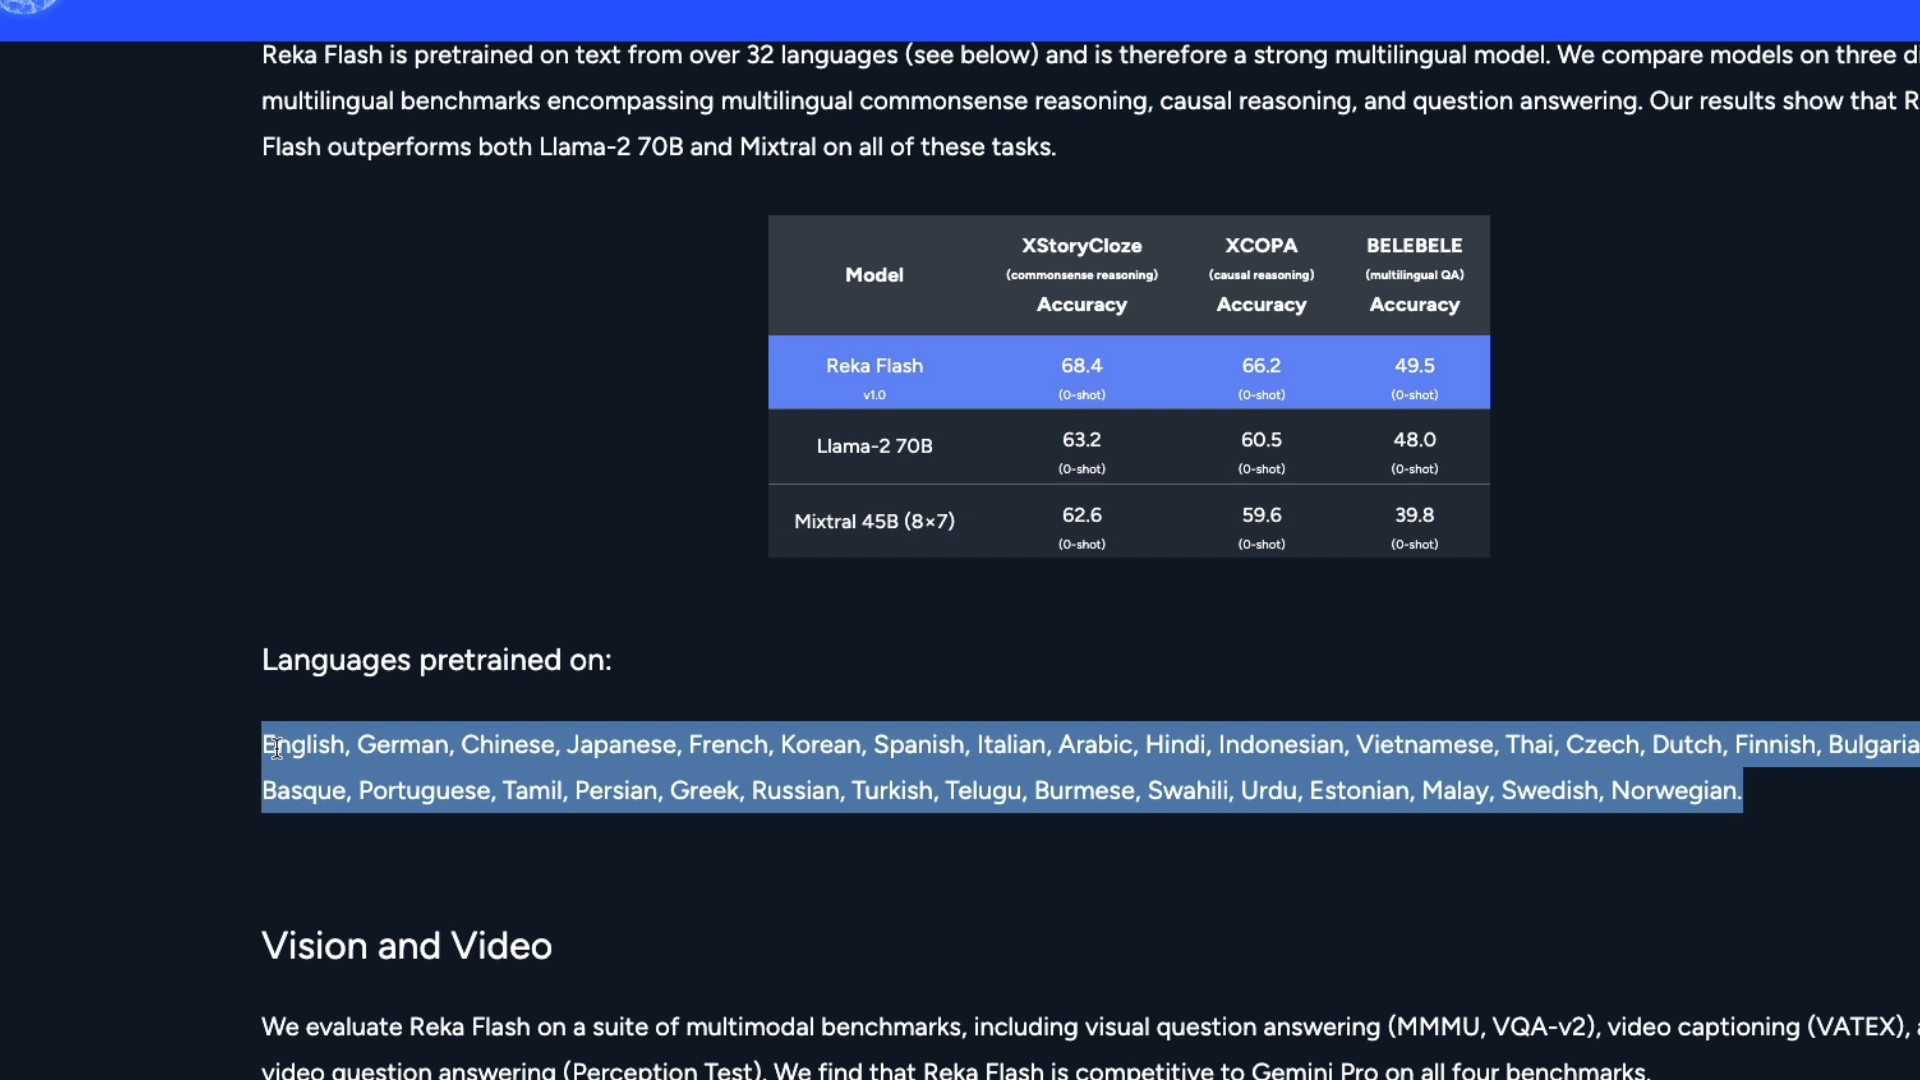 Reka Flash is pretrained on text from over 32 languages (see below) and is therefore a strong multilingual model. We compare models on three
multilingual benchmarks encompassing multilingual commonsense reasoning, causal reasoning, and question answering. Our results show that
Flash outperforms both Llama-2 70B and Mixtral on all of these tasks.
Model
XStoryCloze
(commonsense reasoning)
Accuracy
XCOPA
(causal reasoning)
Accuracy
BELEBELE
(multilingual QA)
Accuracy
Reka Flash 68.4 66.2 49.5
v1.0 (0-shot) (0-shot) (0-shot)
Llama-2 70B 63.2 60.5 48.0
(0-shot) (0-shot) (0-shot)
Mixtral 45B (8×7) 62.6 59.6 39.8
(0-shot) (0-shot) (0-shot)
Languages pretrained on:
English, German, Chinese, Japanese, French, Korean, Spanish, Italian, Arabic, Hindi, Indonesian, Vietnamese, Thai, Czech, Dutch, Finnish, Bulgaria
Basque, Portuguese, Tamil, Persian, Greek, Russian, Turkish, Telugu, Burmese, Swahili, Urdu, Estonian, Malay, Swedish, Norwegian.
Vision and Video
We evaluate Reka Flash on a suite of multimodal benchmarks, including visual question answering (MMMU, VQA-v2), video captioning (VATEX),
video question answering (Perception Test). We find that Reka Flash is competitive to Gemini Pro on all four benchmarks.